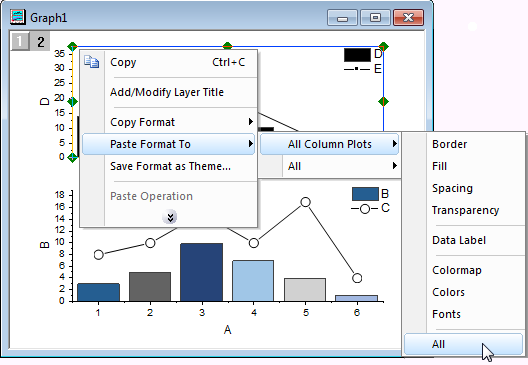 Graph1
1 2
35
30
25
20
15
10
5
0
D
D
E
Copy Ctrl+C
Add/Modify Layer Title
Copy Format
Paste Format To
Save Format as Theme...
Paste Operation
All Column Plots
All
Border
Fill
Spacing
Transparency
Data Label
Colormap
Colors
Fonts
All
18
16
14
12
10
8
6
4
2
0
B
B
C
1 2 3 4 5 6
A